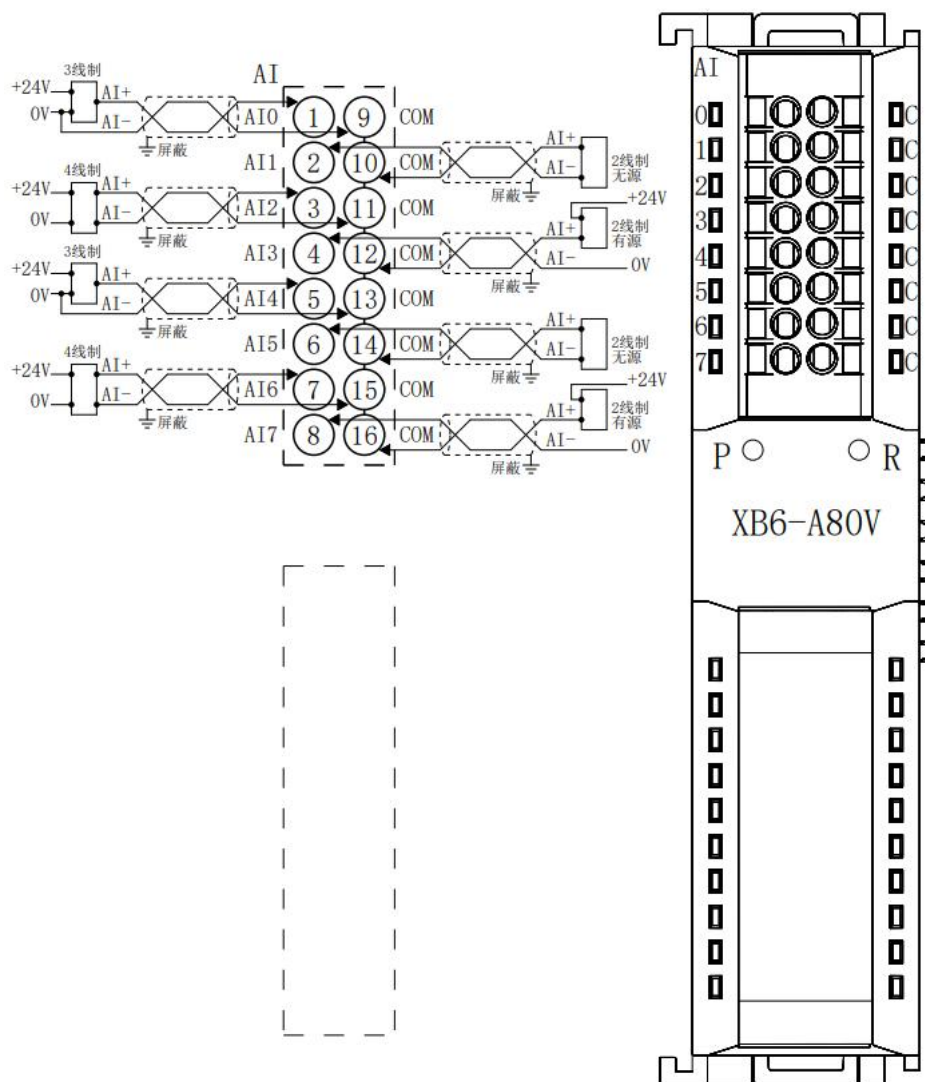 AI
3线制
+24V
0V
AI+
AI-
屏蔽
AI0
1
9
COM
AI1
2
10
COM
AI+
AI-
2线制
无源
屏蔽
4线制
+24V
0V
AI+
AI-
屏蔽
AI2
3
11
COM
AI3
4
12
COM
+24V
AI+
AI-
2线制
有源
0V
屏蔽
3线制
+24V
0V
AI+
AI-
屏蔽
AI4
5
13
COM
AI5
6
14
COM
AI+
AI-
2线制
无源
屏蔽
4线制
+24V
0V
AI+
AI-
屏蔽
AI6
7
15
COM
AI7
8
16
COM
+24V
AI+
AI-
2线制
有源
0V
屏蔽
AI
0 C
1 C
2 C
3 C
4 C
5 C
6 C
7 C
P R
XB6-A80V